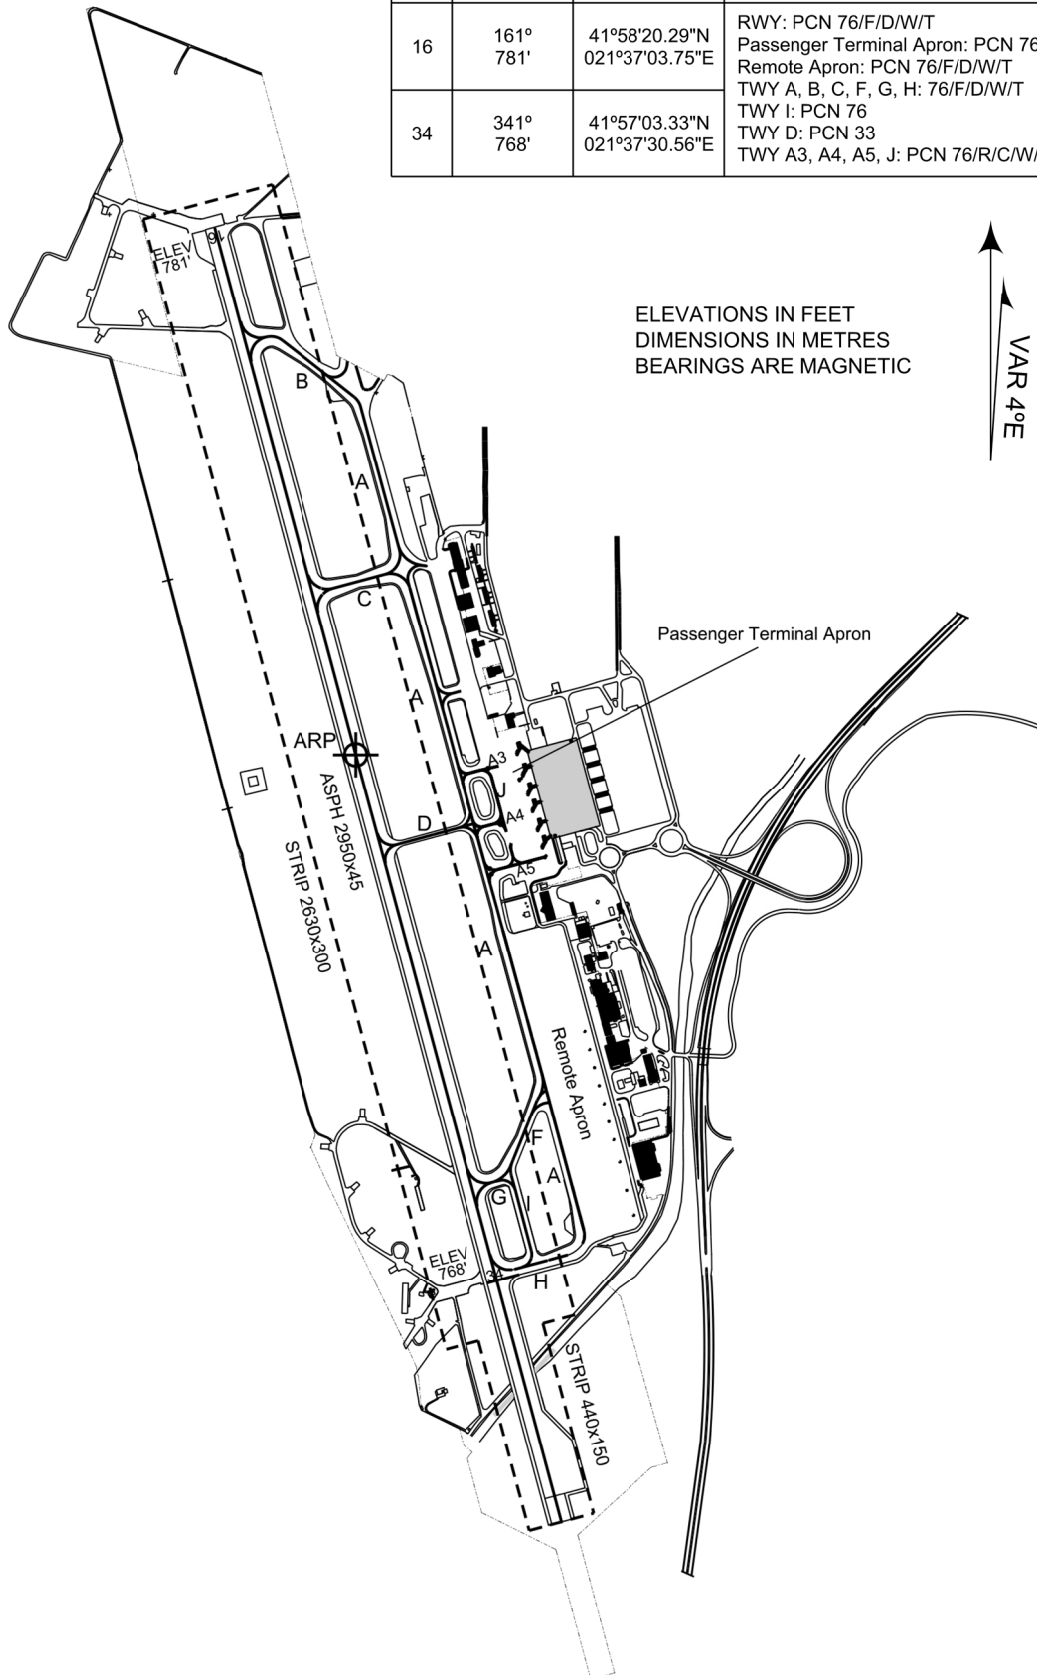 16
161º
781'
41º58'20.29"N
021º37'03.75"E
34
341º
768'
41º57'03.33"N
021º37'30.56"E
RWY: PCN 76/F/D/W/T
Passenger Terminal Apron: PCN 76
Remote Apron: PCN 76/F/D/W/T
TWY A, B, C, F, G, H: 76/F/D/W/T
TWY I: PCN 76
TWY D: PCN 33
TWY A3, A4, A5, J: PCN 76/R/C/W/
ELEVATIONS IN FEET
DIMENSIONS IN METRES
BEARINGS ARE MAGNETIC
VAR 4ºE
16
ELEV
781'
B
A
C
Passenger Terminal Apron
A
ARP
A3
J
ASPH 2950x45
D
A4
STRIP 2630x300
A5
A
Remote Apron
F
A
G
I
ELEV
768'
34
H
STRIP 440x150